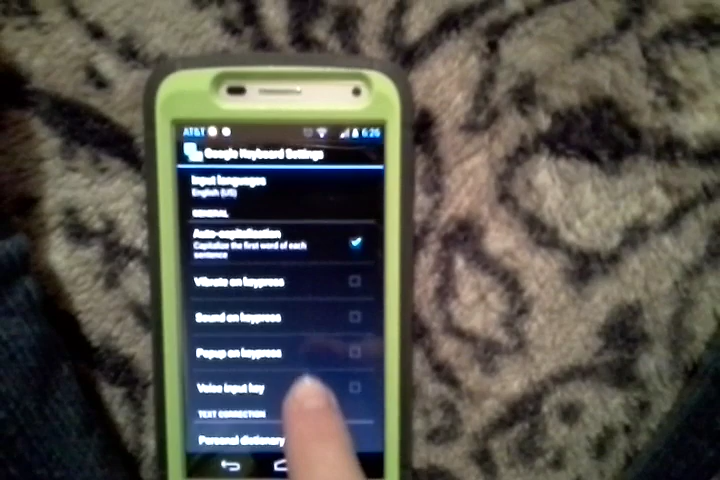 AT&T 6:26
Google Keyboard Settings
Input languages
English (US)
GENERAL
Auto-capitalization
Capitalize the first word of each
sentence
Vibrate on keypress
Sound on keypress
Popup on keypress
Voice input key
TEXT CORRECTION
Personal dictionary